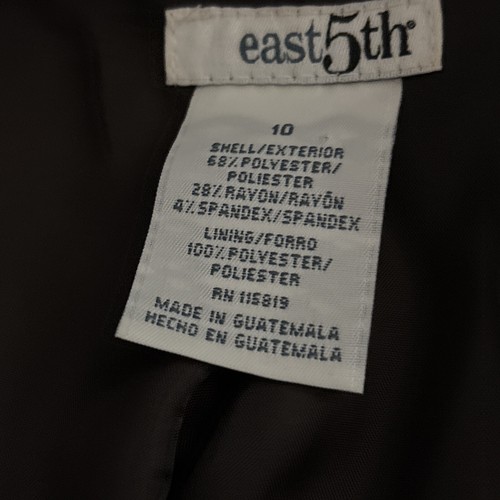 east5th®
10
SHELL/EXTERIOR
68% POLYESTER/
POLIESTER
28% RAYON/RAYÓN
4% SPANDEX/SPANDEX
LINING/FORRO
100% POLYESTER/
POLIESTER
RN 115819
MADE IN GUATEMALA
HECHO EN GUATEMALA